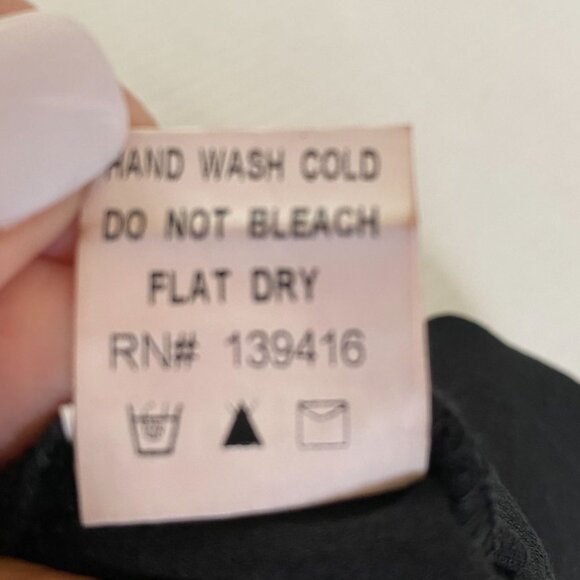 HAND WASH COLD
DO NOT BLEACH
FLAT DRY
RN# 139416